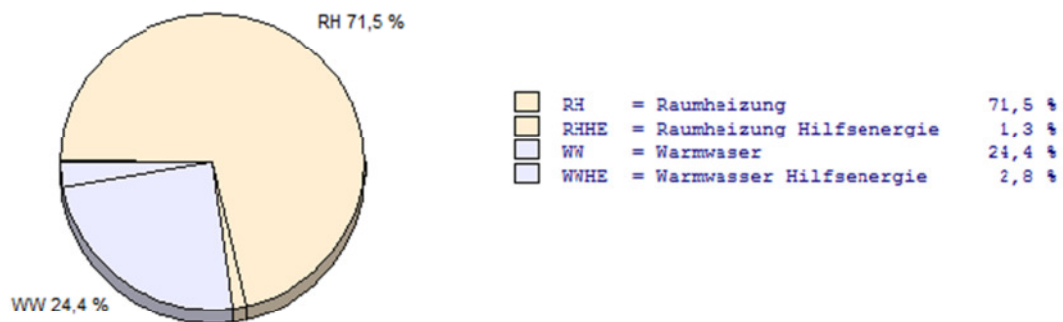 RH 71,5 %
RH = Raumheizung 71,5 %
RHHE = Raumheizung Hilfsenergie 1,3 %
WW = Warmwaser 24,4 %
WWHE = Warmwasser Hilfsenergie 2,8 %
WW 24,4 %